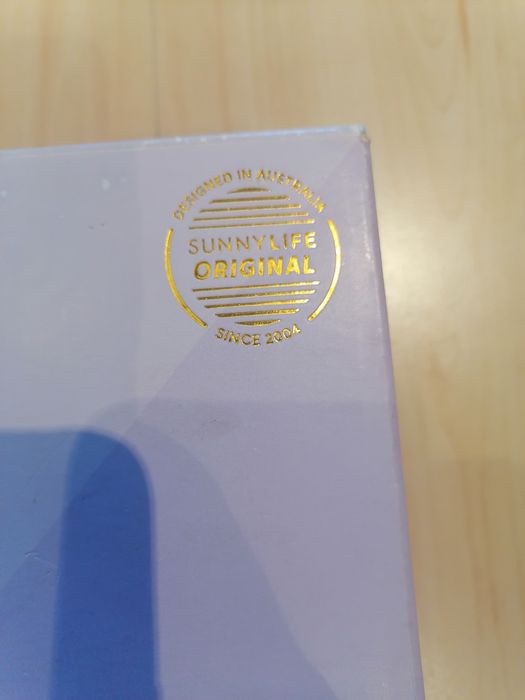 DESIGNED IN AUSTRALIA
SUNNYLIFE
ORIGINAL
SINCE 2004